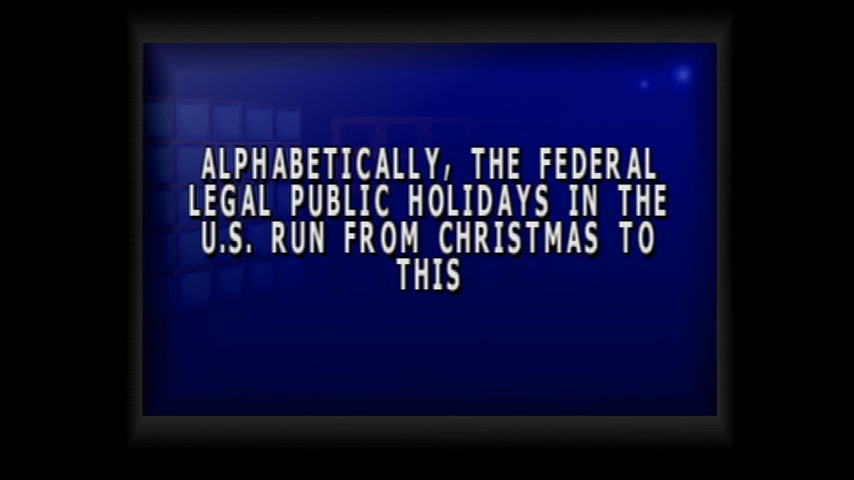 ALPHABETICALLY, THE FEDERAL
LEGAL PUBLIC HOLIDAYS IN THE
U.S. RUN FROM CHRISTMAS TO
THIS